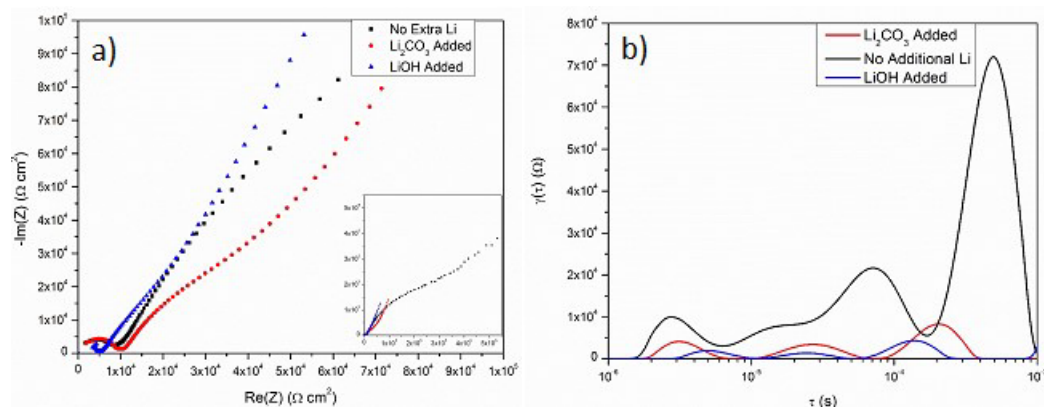 a)
No Extra Li
Li₂CO₃ Added
LiOH Added
-Im(Z) (Ω cm²)
1x10⁵
9x10⁴
8x10⁴
7x10⁴
6x10⁴
5x10⁴
4x10⁴
3x10⁴
2x10⁴
1x10⁴
0
0 1x10⁴ 2x10⁴ 3x10⁴ 4x10⁴ 5x10⁴ 6x10⁴ 7x10⁴ 8x10⁴ 9x10⁴ 1x10⁵
Re(Z) (Ω cm²)
b)
Li₂CO₃ Added
No Additional Li
LiOH Added
γ(τ) (Ω)
8x10⁴
7x10⁴
6x10⁴
5x10⁴
4x10⁴
3x10⁴
2x10⁴
1x10⁴
0
10⁻⁶ 10⁻⁵ 10⁻⁴
τ (s)